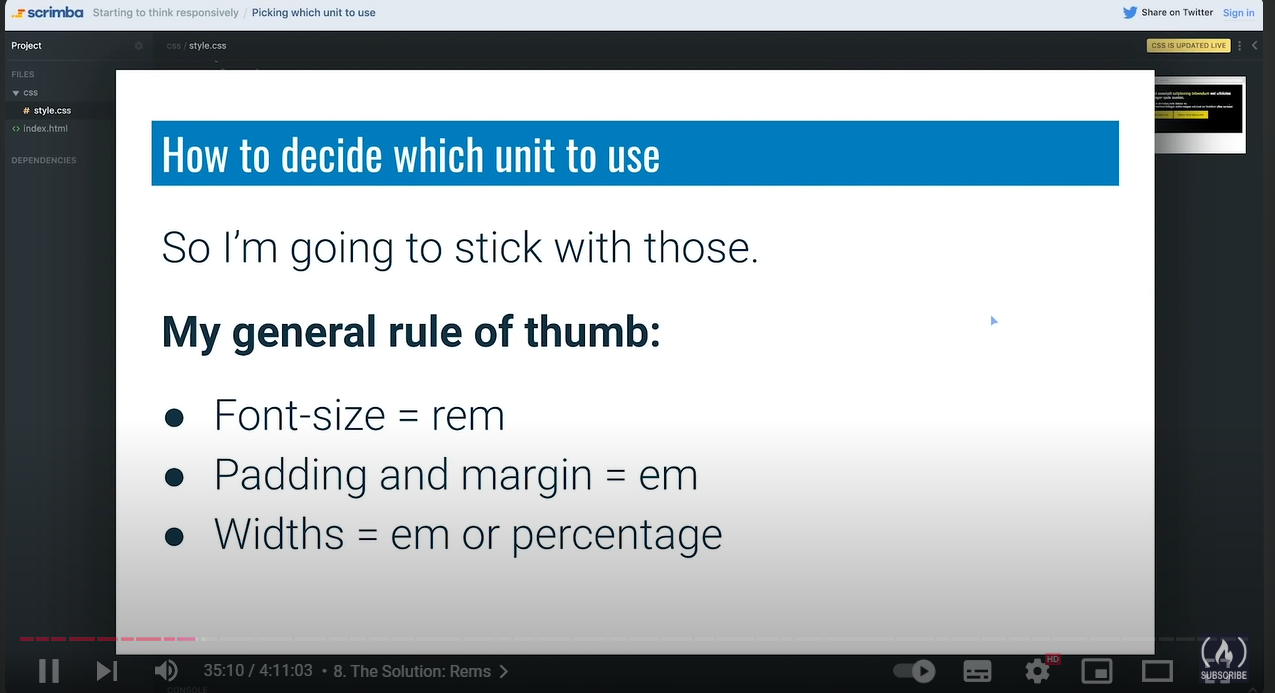 scrimba Starting to think responsively / Picking which unit to use Share on Twitter Sign in
Project css / style.css CSS IS UPDATED LIVE
FILES
css
# style.css
<> index.html
DEPENDENCIES
How to decide which unit to use
So I'm going to stick with those.
My general rule of thumb:
● Font-size = rem
● Padding and margin = em
● Widths = em or percentage
35:10 / 4:11:03 • 8. The Solution: Rems
HD
SUBSCRIBE
CONSOLE